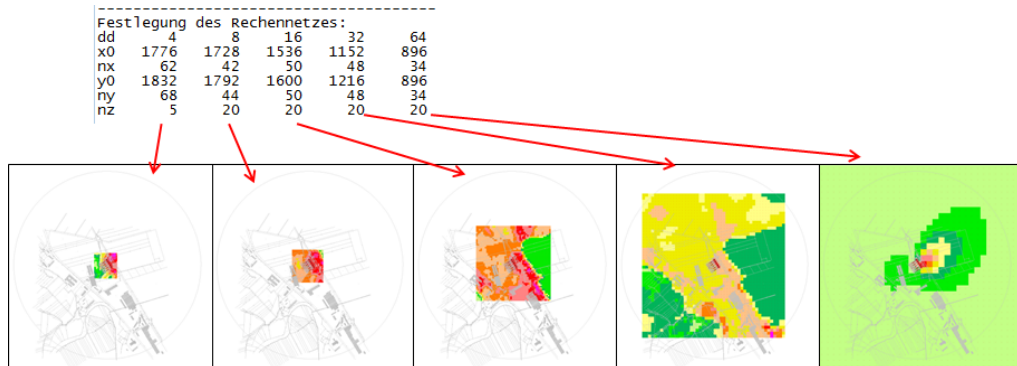 --------------------------------------
Festlegung des Rechennetzes:
dd 4 8 16 32 64
x0 1776 1728 1536 1152 896
nx 62 42 50 48 34
y0 1832 1792 1600 1216 896
ny 68 44 50 48 34
nz 5 20 20 20 20